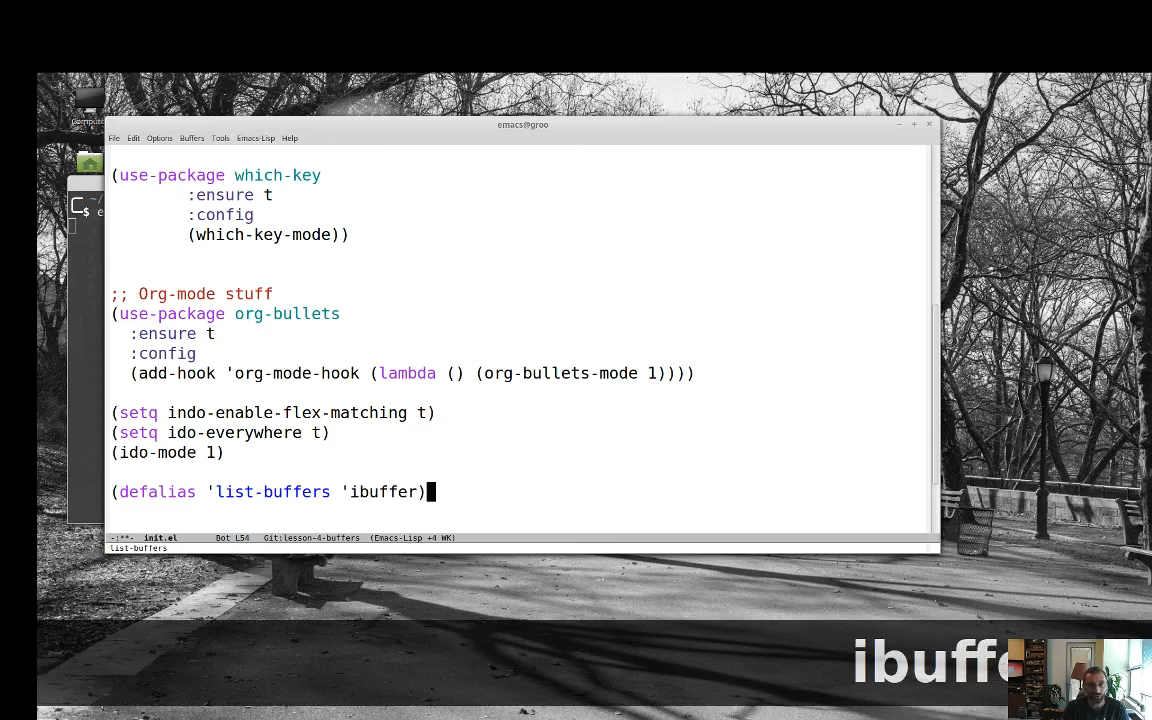 Compute
emacs@groo
File Edit Options Buffers Tools Emacs-Lisp Help
~/
$ e
(use-package which-key
:ensure t
:config
(which-key-mode))
;; Org-mode stuff
(use-package org-bullets
:ensure t
:config
(add-hook 'org-mode-hook (lambda () (org-bullets-mode 1))))
(setq indo-enable-flex-matching t)
(setq ido-everywhere t)
(ido-mode 1)
(defalias 'list-buffers 'ibuffer)
-:**- init.el Bot L54 Git:lesson-4-buffers (Emacs-Lisp +4 WK)
list-buffers
ibuffe